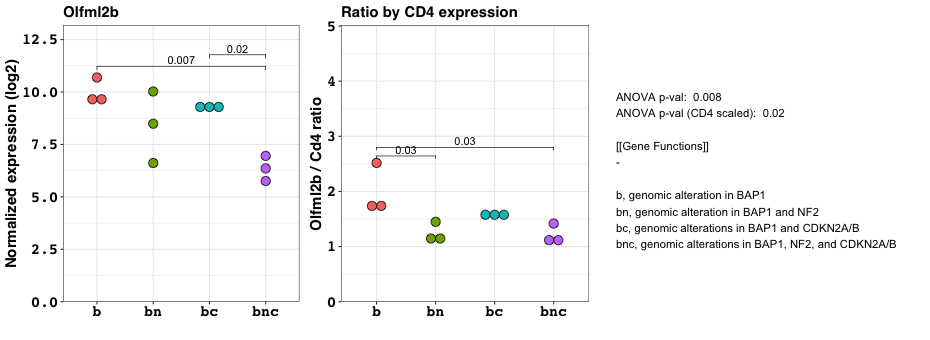 Olfml2b
Normalized expression (log2)
12.5
10.0
7.5
5.0
2.5
0.0
0.02
0.007
b
bn
bc
bnc
Ratio by CD4 expression
Olfml2b / Cd4 ratio
5
4
3
2
1
0
0.03
0.03
b
bn
bc
bnc
ANOVA p-val: 0.008
ANOVA p-val (CD4 scaled): 0.02
[[Gene Functions]]
-
b, genomic alteration in BAP1
bn, genomic alteration in BAP1 and NF2
bc, genomic alterations in BAP1 and CDKN2A/B
bnc, genomic alterations in BAP1, NF2, and CDKN2A/B